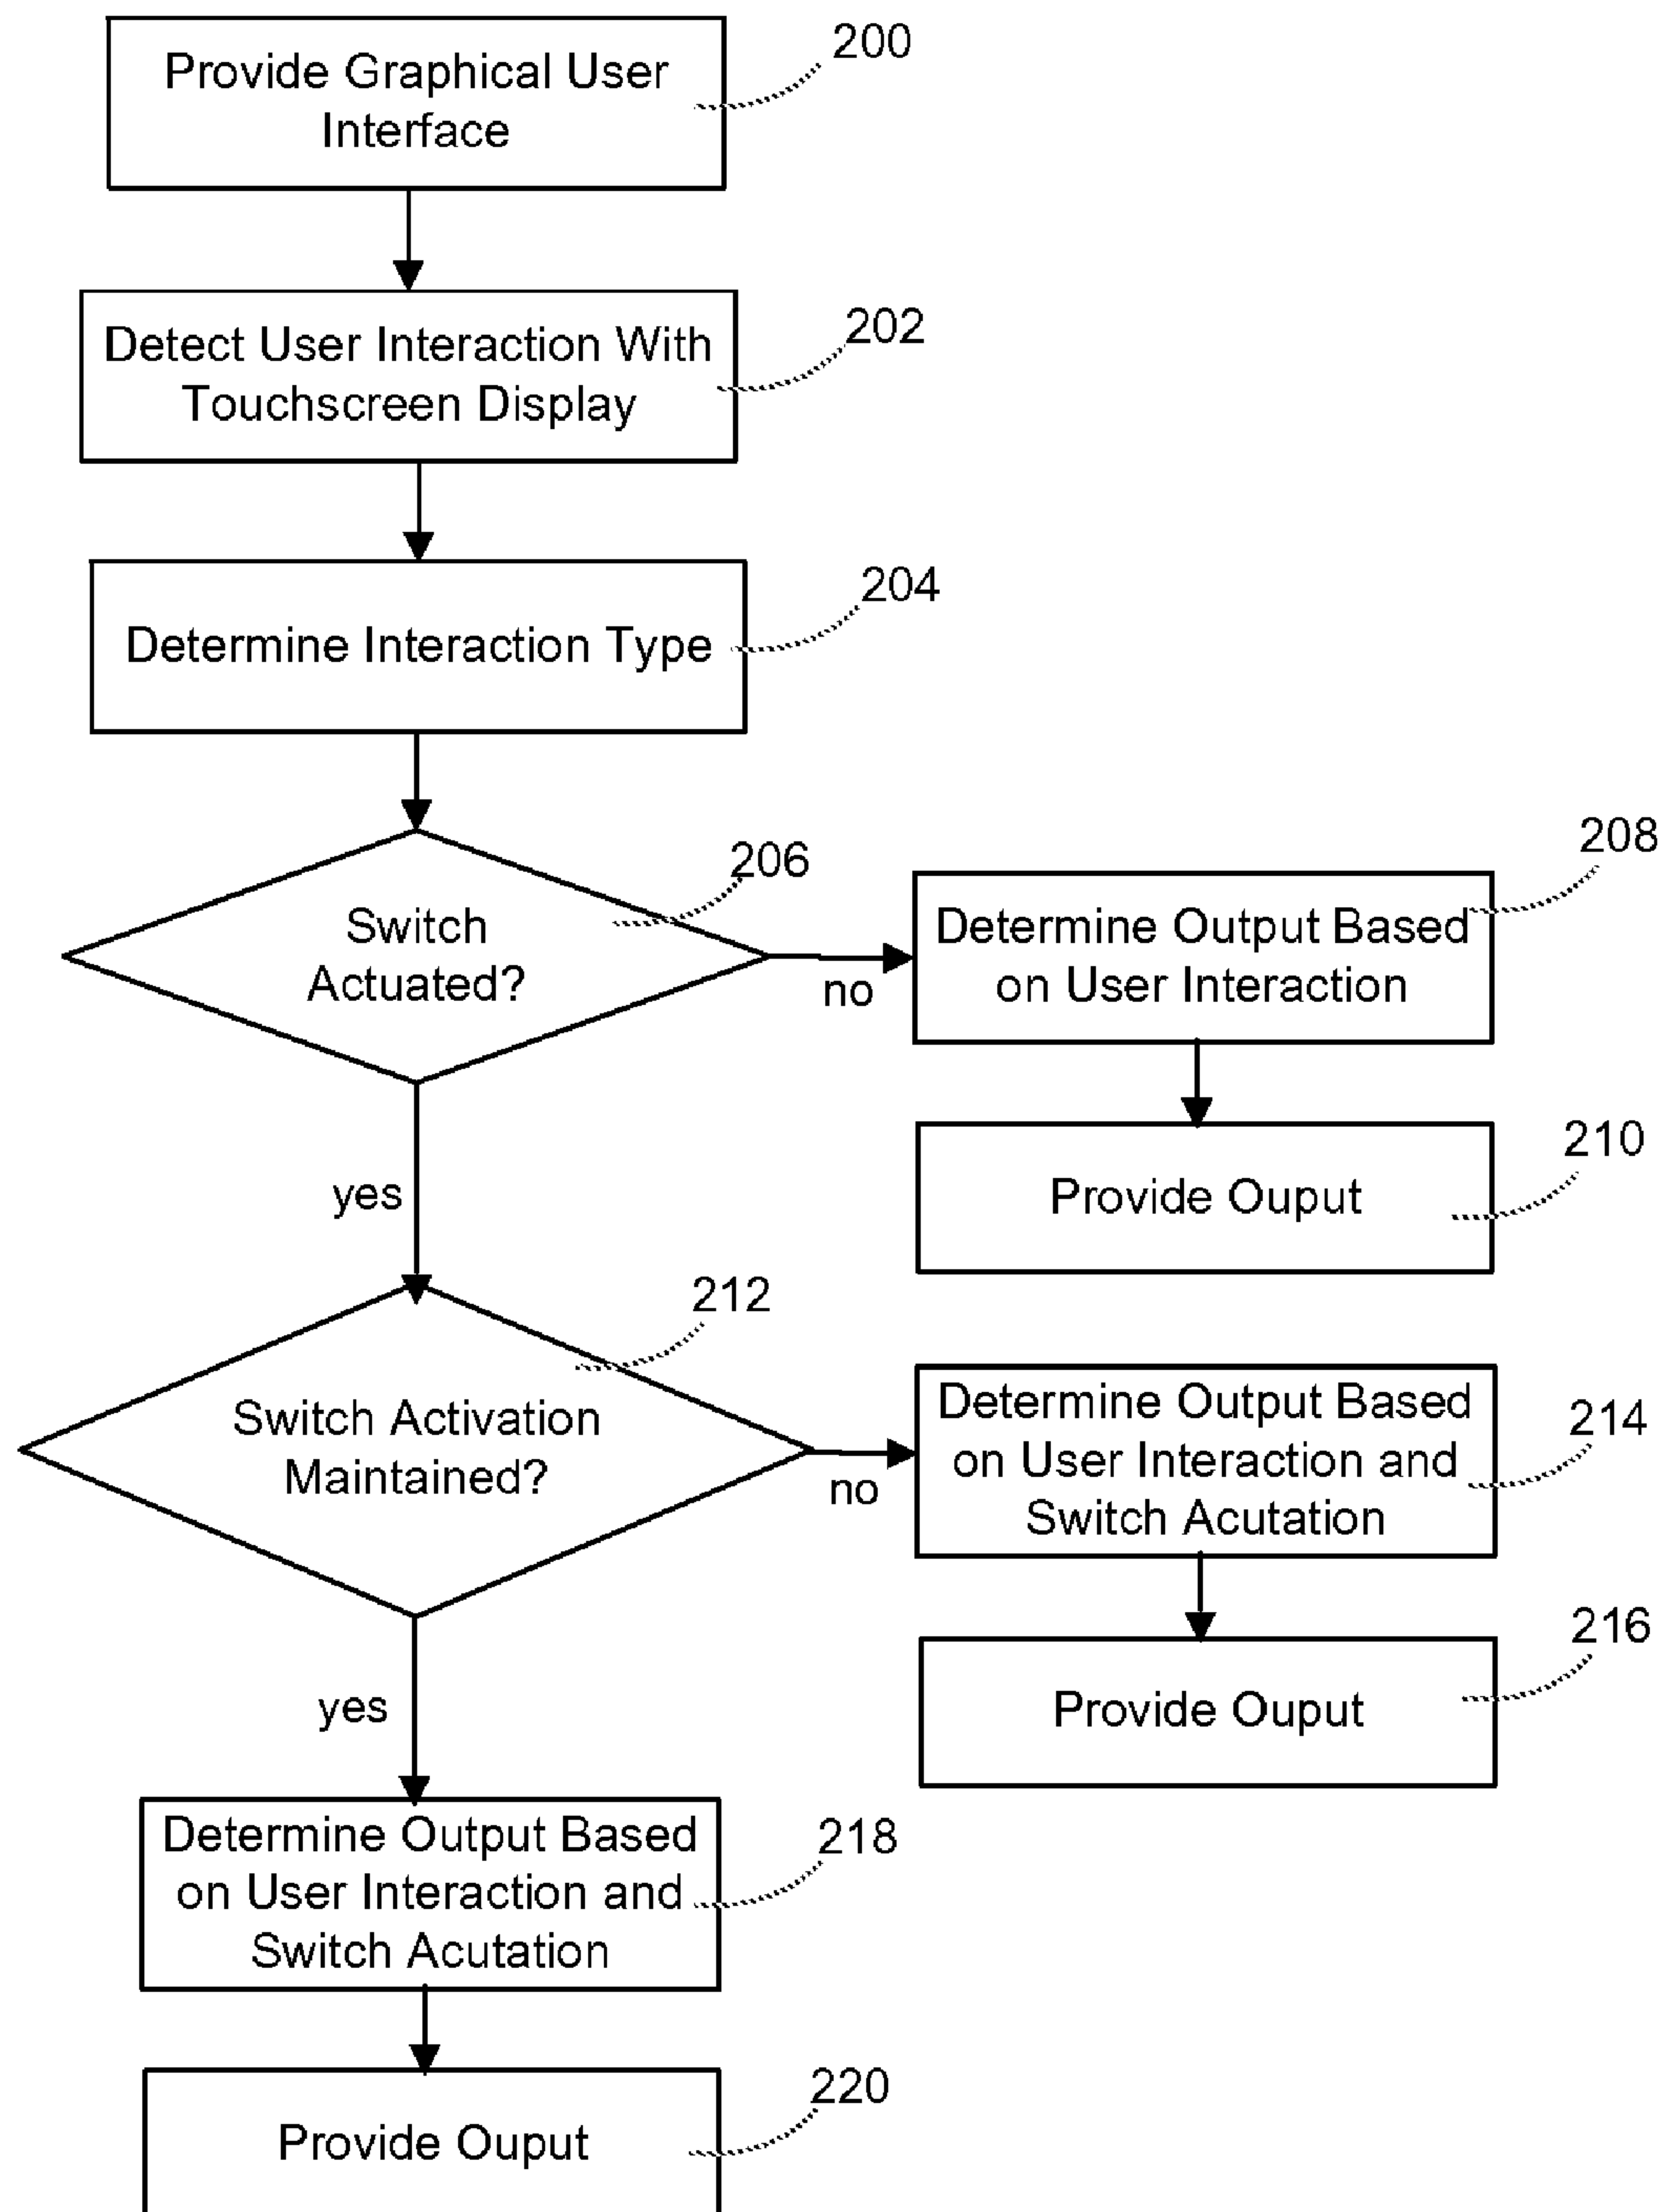 Provide Graphical User
Interface
200
Detect User Interaction With
Touchscreen Display
202
Determine Interaction Type
204
Switch
Actuated?
206
no
Determine Output Based
on User Interaction
208
Provide Ouput
210
yes
Switch Activation
Maintained?
212
no
Determine Output Based
on User Interaction and
Switch Acutation
214
Provide Ouput
216
yes
Determine Output Based
on User Interaction and
Switch Acutation
218
Provide Ouput
220